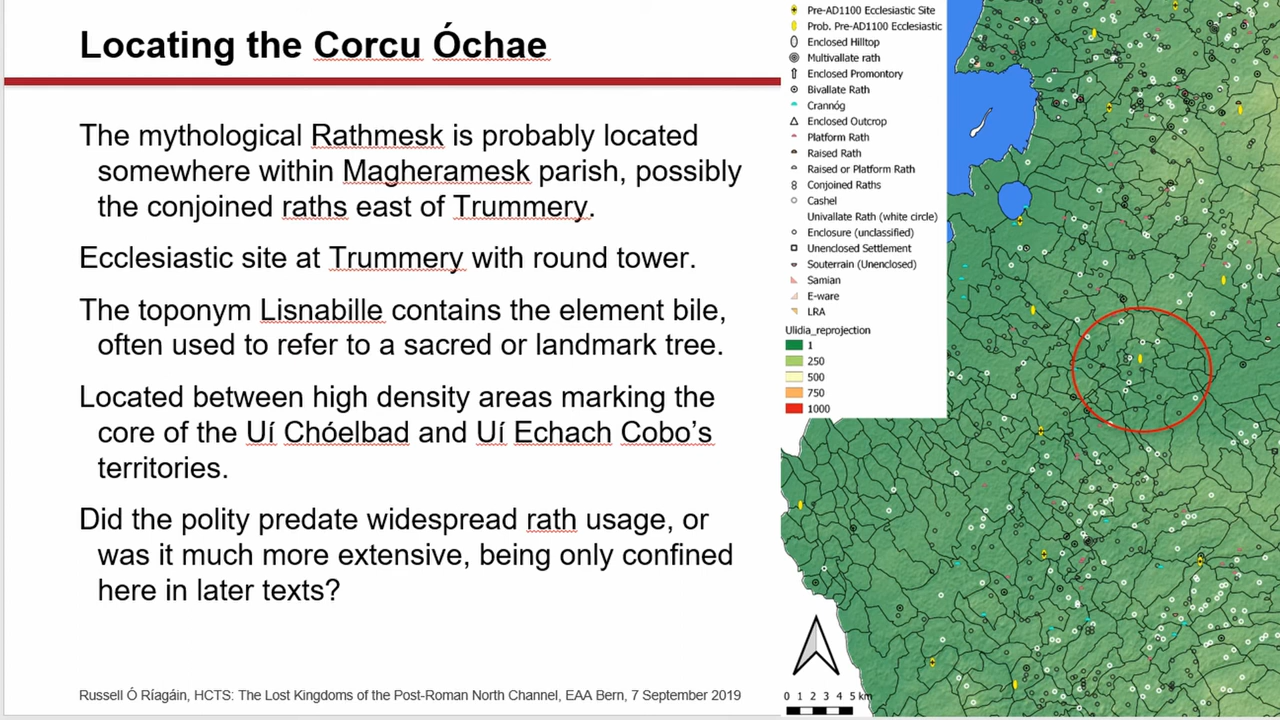 Locating the Corcu Óchae
The mythological Rathmesk is probably located
somewhere within Magheramesk parish, possibly
the conjoined raths east of Trummery.
Ecclesiastic site at Trummery with round tower.
The toponym Lisnabille contains the element bile,
often used to refer to a sacred or landmark tree.
Located between high density areas marking the
core of the Uí Chóelbad and Uí Echach Cobo’s
territories.
Did the polity predate widespread rath usage, or
was it much more extensive, being only confined
here in later texts?
Russell Ó Ríagáin, HCTS: The Lost Kingdoms of the Post-Roman North Channel, EAA Bern, 7 September 2019
Pre-AD1100 Ecclesiastic Site
Prob. Pre-AD1100 Ecclesiastic
Enclosed Hilltop
Multivallate rath
Enclosed Promontory
Bivallate Rath
Crannóg
Enclosed Outcrop
Platform Rath
Raised Rath
Raised or Platform Rath
Conjoined Raths
Cashel
Univallate Rath (white circle)
Enclosure (unclassified)
Unenclosed Settlement
Souterrain (Unenclosed)
Samian
E-ware
LRA
Ulidia_reprojection
1
250
500
750
1000
0 1 2 3 4 5 km